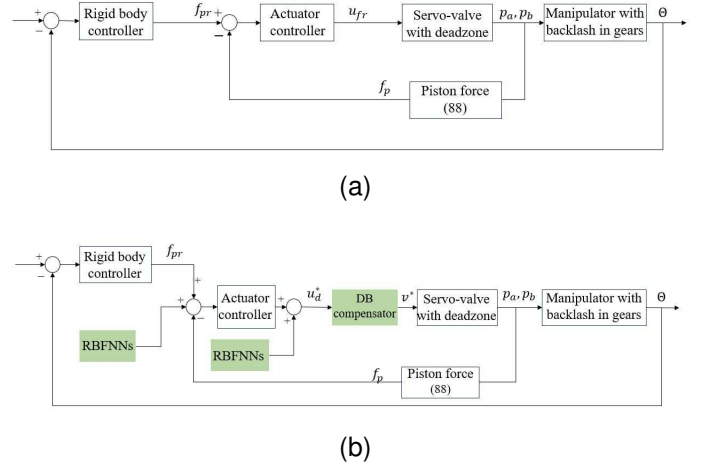 +
−
Rigid body
controller
f_pr
+
−
Actuator
controller
u_fr
Servo-valve
with deadzone
p_a, p_b
Manipulator with
backlash in gears
Θ
f_p
Piston force
(88)
(a)
+
−
Rigid body
controller
f_pr
+
+
−
Actuator
controller
+
+
u_d^*
DB
compensator
v^*
Servo-valve
with deadzone
p_a, p_b
Manipulator with
backlash in gears
Θ
RBFNNs
RBFNNs
f_p
Piston force
(88)
(b)